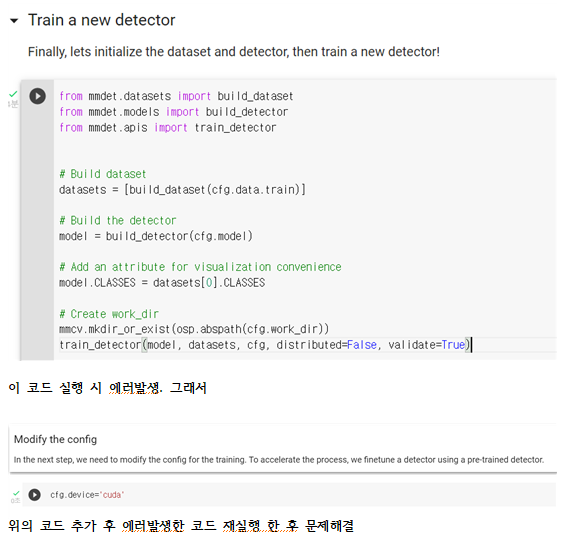 Train a new detector
Finally, lets initialize the dataset and detector, then train a new detector!
from mmdet.datasets import build_dataset
from mmdet.models import build_detector
from mmdet.apis import train_detector
# Build dataset
datasets = [build_dataset(cfg.data.train)]
# Build the detector
model = build_detector(cfg.model)
# Add an attribute for visualization convenience
model.CLASSES = datasets[0].CLASSES
# Create work_dir
mmcv.mkdir_or_exist(osp.abspath(cfg.work_dir))
train_detector(model, datasets, cfg, distributed=False, validate=True)
이 코드 실행 시 에러발생. 그래서
Modify the config
In the next step, we need to modify the config for the training. To accelerate the process, we finetune a detector using a pre-trained detector.
cfg.device='cuda'
위의 코드 추가 후 에러발생한 코드 재실행 한 후 문제해결